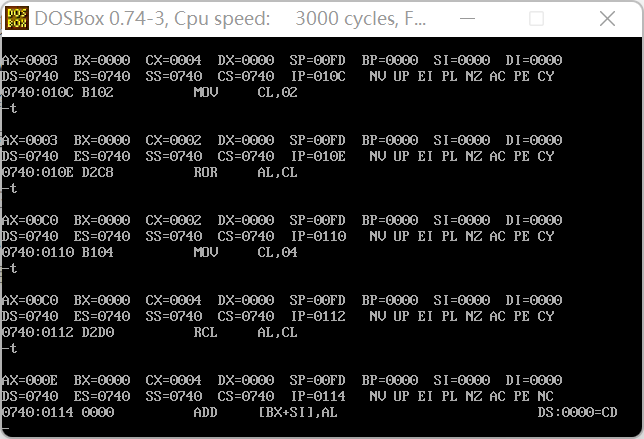 DOS
BOX
DOSBox 0.74-3, Cpu speed: 3000 cycles, F...
AX=0003 BX=0000 CX=0004 DX=0000 SP=00FD BP=0000 SI=0000 DI=0000
DS=0740 ES=0740 SS=0740 CS=0740 IP=010C NV UP EI PL NZ AC PE CY
0740:010C B102 MOV CL,02
-t
AX=0003 BX=0000 CX=0002 DX=0000 SP=00FD BP=0000 SI=0000 DI=0000
DS=0740 ES=0740 SS=0740 CS=0740 IP=010E NV UP EI PL NZ AC PE CY
0740:010E D2C8 ROR AL,CL
-t
AX=00C0 BX=0000 CX=0002 DX=0000 SP=00FD BP=0000 SI=0000 DI=0000
DS=0740 ES=0740 SS=0740 CS=0740 IP=0110 NV UP EI PL NZ AC PE CY
0740:0110 B104 MOV CL,04
-t
AX=00C0 BX=0000 CX=0004 DX=0000 SP=00FD BP=0000 SI=0000 DI=0000
DS=0740 ES=0740 SS=0740 CS=0740 IP=0112 NV UP EI PL NZ AC PE CY
0740:0112 D2D0 RCL AL,CL
-t
AX=000E BX=0000 CX=0004 DX=0000 SP=00FD BP=0000 SI=0000 DI=0000
DS=0740 ES=0740 SS=0740 CS=0740 IP=0114 NV UP EI PL NZ AC PE NC
0740:0114 0000 ADD [BX+SI],AL DS:0000=CD
-